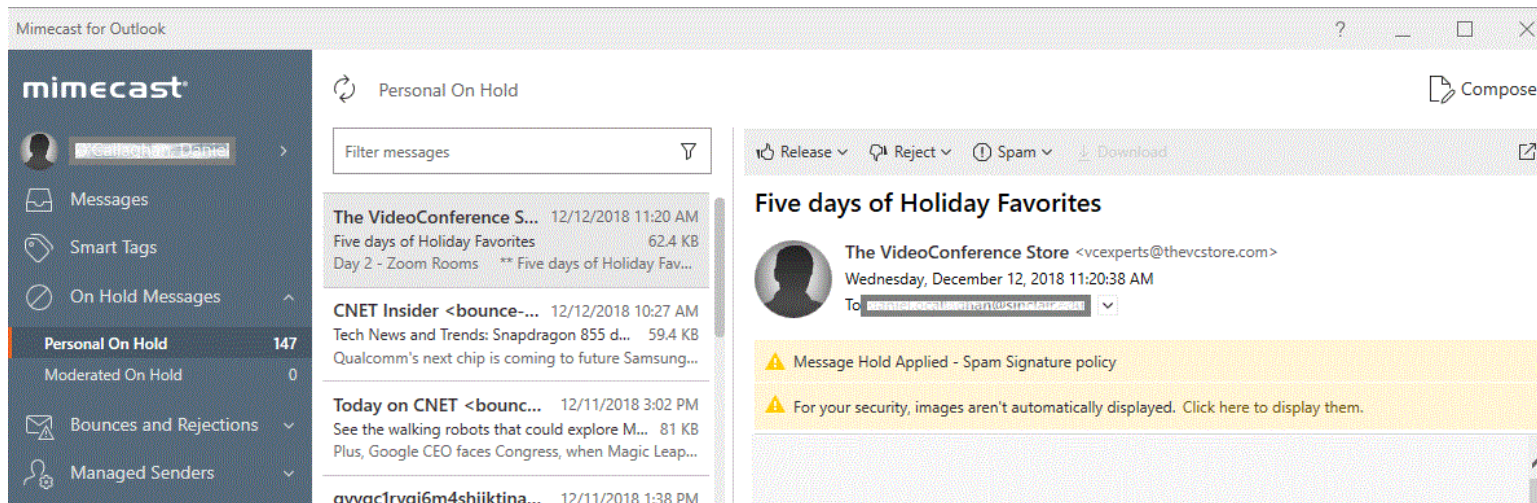 Mimecast for Outlook
mimecast
Messages
Smart Tags
On Hold Messages
Personal On Hold 147
Moderated On Hold 0
Bounces and Rejections
Managed Senders
Personal On Hold
Compose
Filter messages
The VideoConference S... 12/12/2018 11:20 AM
Five days of Holiday Favorites 62.4 KB
Day 2 - Zoom Rooms ** Five days of Holiday Fav...
CNET Insider <bounce-... 12/12/2018 10:27 AM
Tech News and Trends: Snapdragon 855 d... 59.4 KB
Qualcomm's next chip is coming to future Samsung...
Today on CNET <bounc... 12/11/2018 3:02 PM
See the walking robots that could explore M... 81 KB
Plus, Google CEO faces Congress, when Magic Leap...
12/11/2018 1:38 PM
Release Reject Spam Download
Five days of Holiday Favorites
The VideoConference Store <vcexperts@thevcstore.com>
Wednesday, December 12, 2018 11:20:38 AM
To
Message Hold Applied - Spam Signature policy
For your security, images aren't automatically displayed. Click here to display them.